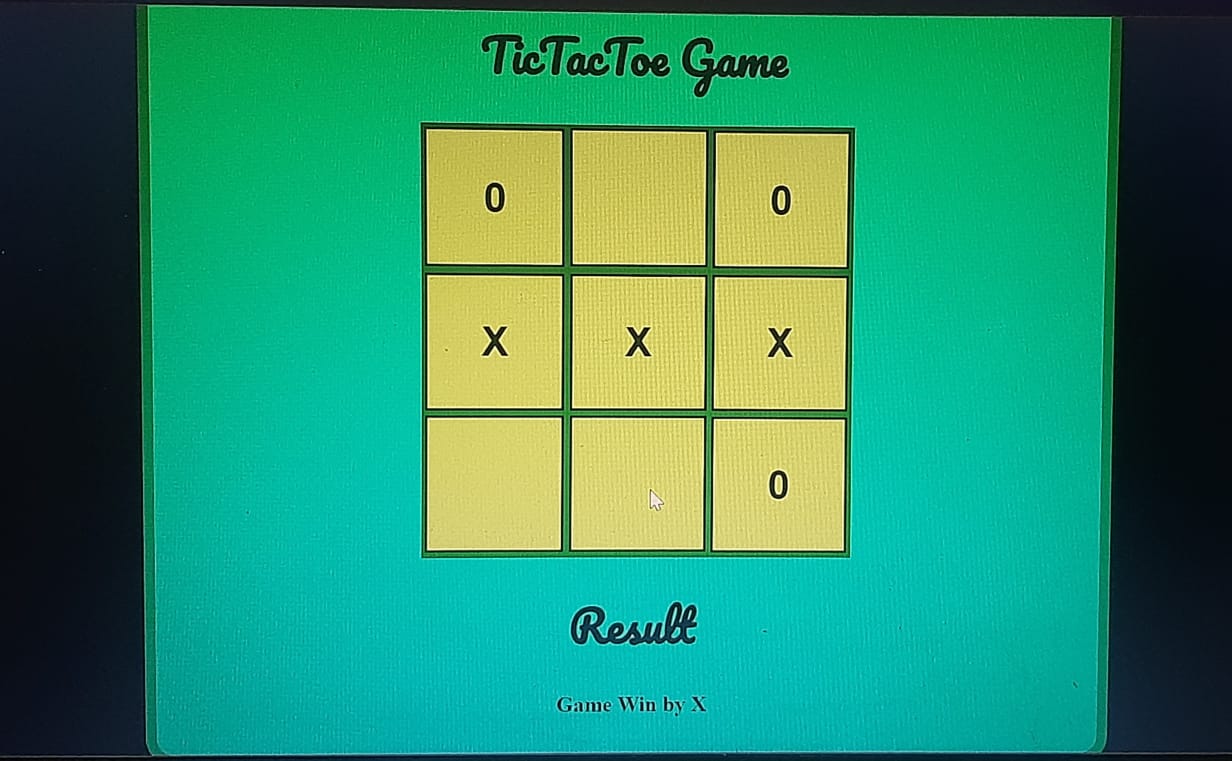 TicTacToe Game
0 0
X X X
0
Result
Game Win by X